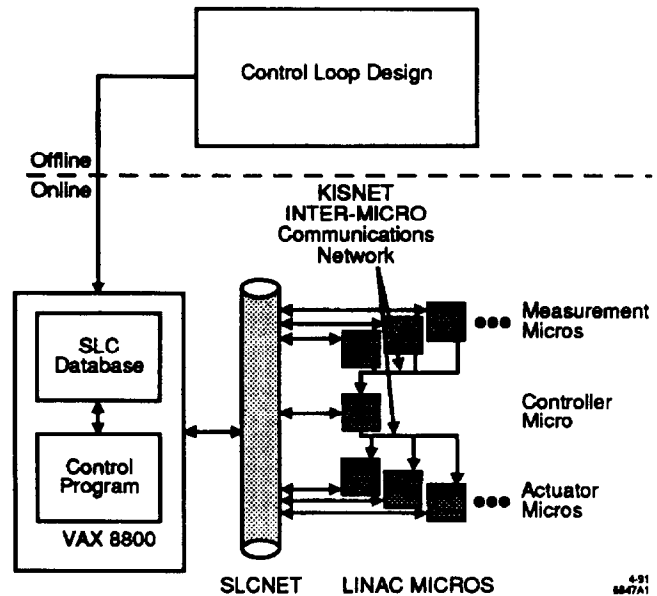 Control Loop Design
Offline
Online
KISNET
INTER-MICRO
Communications
Network
SLC
Database
Control
Program
VAX 8800
Measurement
Micros
Controller
Micro
Actuator
Micros
SLCNET
LINAC MICROS
4-91
6847A1